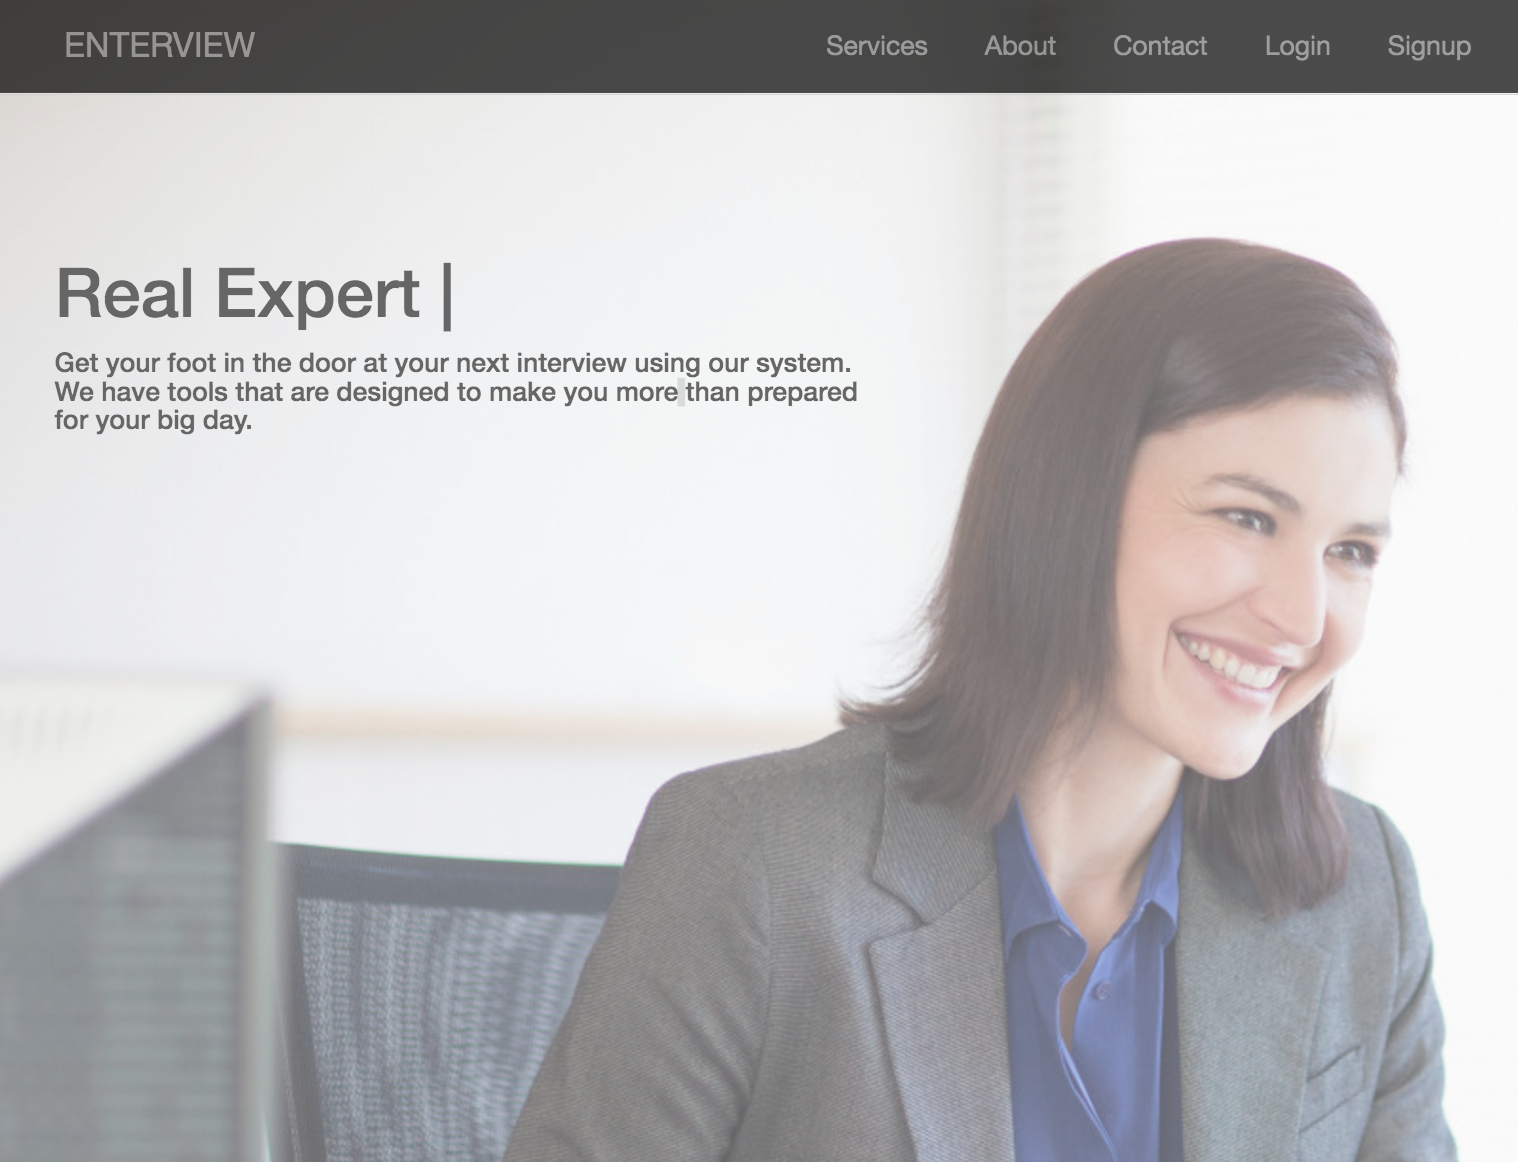 ENTERVIEW
Services About Contact Login Signup
Real Expert |
Get your foot in the door at your next interview using our system.
We have tools that are designed to make you more than prepared
for your big day.